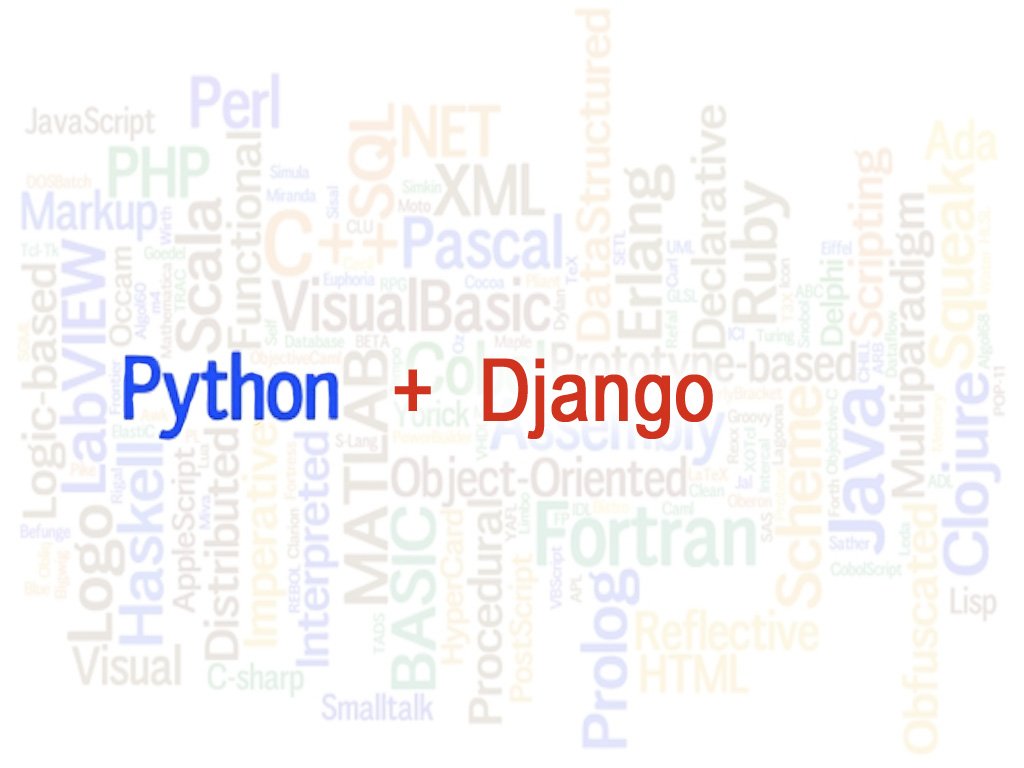 JavaScript
Perl
PHP
DOSBatch
Markup
Tcl-Tk
Wirth
Goedel
Functional
Simula
Miranda
Sisal
SQL
.NET
C++
CLU
Simkin
Moto
XML
Pascal
DataStructured
SETL
Erlang
UML
Curl
GLSL
Declarative
Ruby
Icon
Eiffel
ABC
Delphi
Scripting
Multiparadigm
Ada
Squeak
Logic-based
LabVIEW
Occam
Algol60
m4
TRAC
Mathematica
Scala
Self
Euphoria
RPG
Cocoa
Pliant
TeX
Dylan
VisualBasic
Database
BETA
Oz
Maple
Refal
ICI
Turing
Snobol
T3X
CHILL
ARB
Dataflow
Algol68
ObjectiveCaml
Cobol
Prototype-based
Python + Django
Frontier
ElastiC
Yorick
Powerbuilder
S-Lang
VHDL
Assembly
Rexx
Groovy
XOTcl
Lagoona
Scheme
Objective-C
Forth
Java
Clojure
POP-11
Pike
Rigal
Haskell
AppleScript
Lua
Miva
Distributed
Imperative
Fortress
Clarion
REBOL
Interpreted
MATLAB
Object-Oriented
LaTeX
Clean
Jail
Intercal
Oberon
SAS
ADL
Befunge
Blue
Bigwig
Logo
BASIC
HyperCard
Procedural
YAFL
Limbo
Fortran
FP
IDL
Caml
Sather
Leda
CobolScript
Obfuscated
Lisp
VBScript
APL
PostScript
Prolog
Reflective
HTML
TADS
Visual
C-sharp
Smalltalk